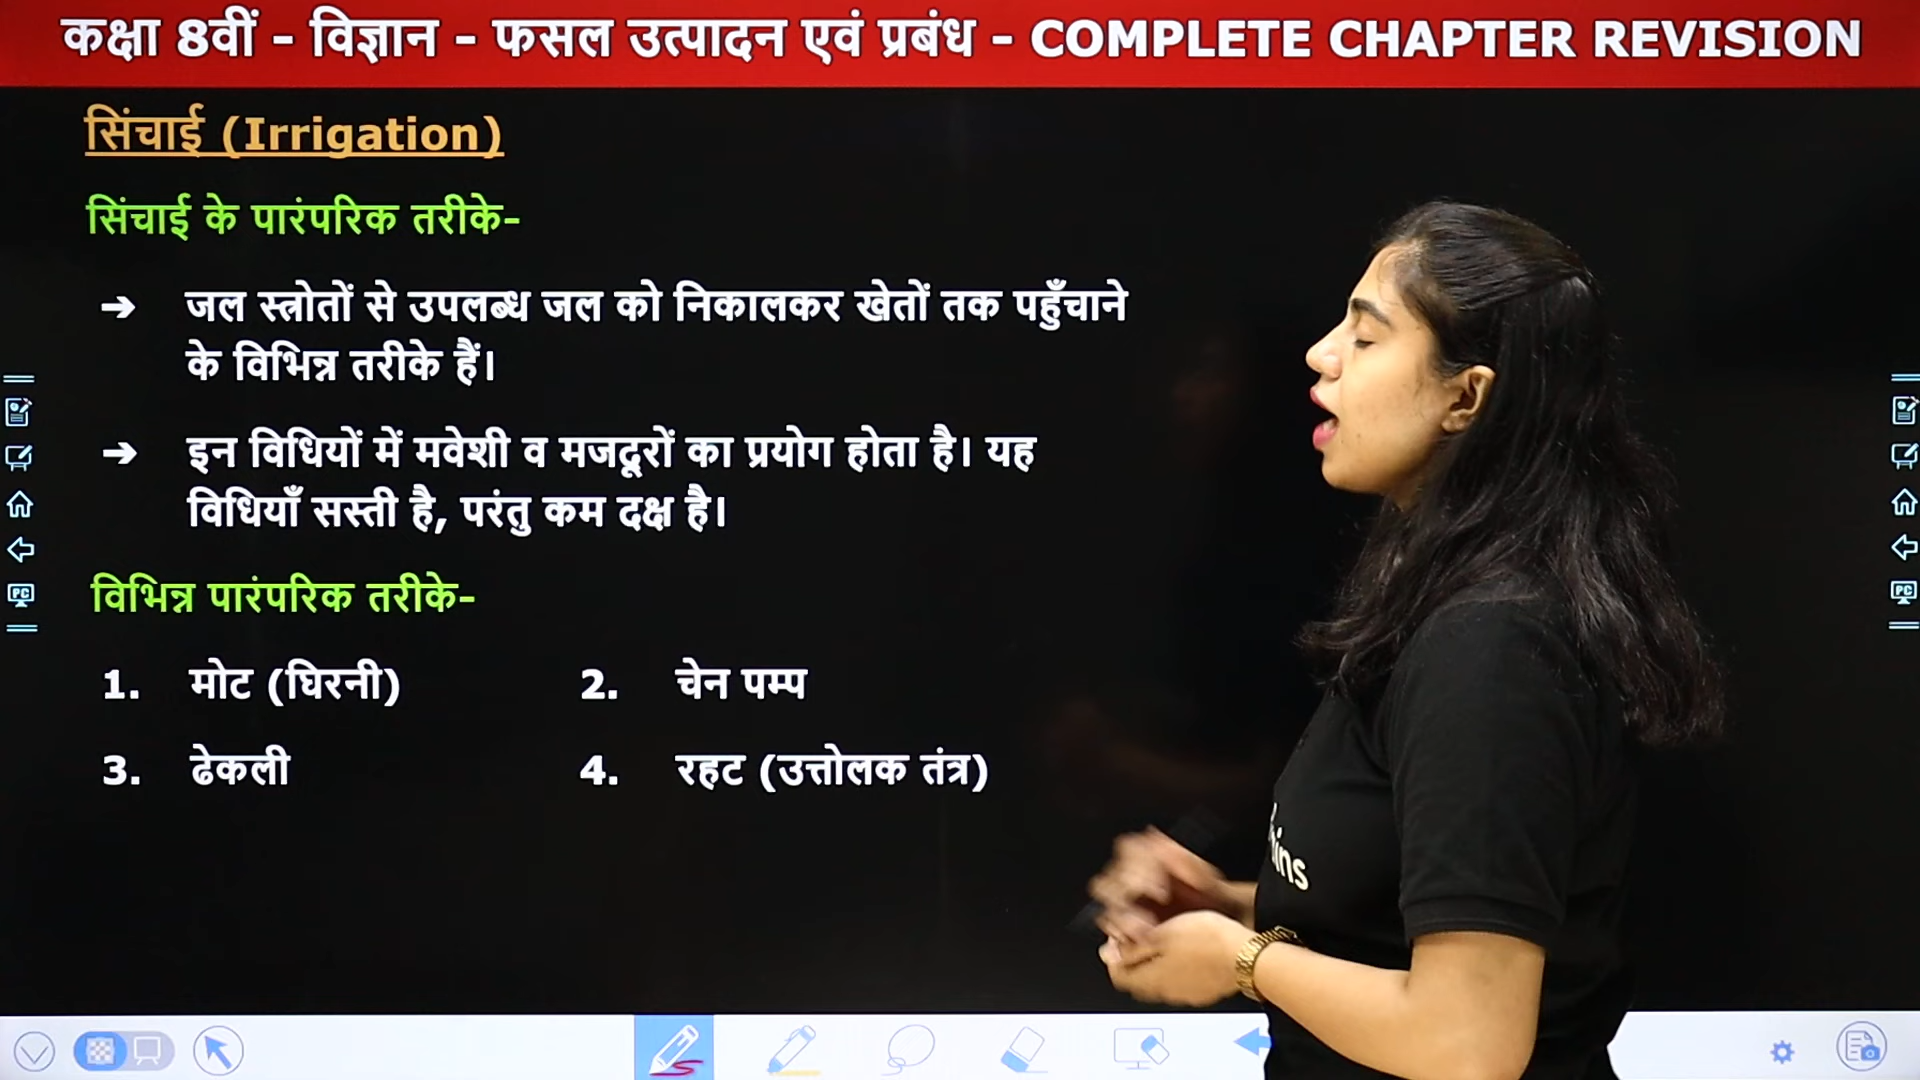 कक्षा 8वीं - विज्ञान - फसल उत्पादन एवं प्रबंध - COMPLETE CHAPTER REVISION
सिंचाई (Irrigation)
सिंचाई के पारंपरिक तरीके-
➔ जल स्त्रोतों से उपलब्ध जल को निकालकर खेतों तक पहुँचाने
के विभिन्न तरीके हैं।
➔ इन विधियों में मवेशी व मजदूरों का प्रयोग होता है। यह
विधियाँ सस्ती है, परंतु कम दक्ष है।
विभिन्न पारंपरिक तरीके-
1. मोट (घिरनी) 2. चेन पम्प
3. ढेकली 4. रहट (उत्तोलक तंत्र)
PC
PC